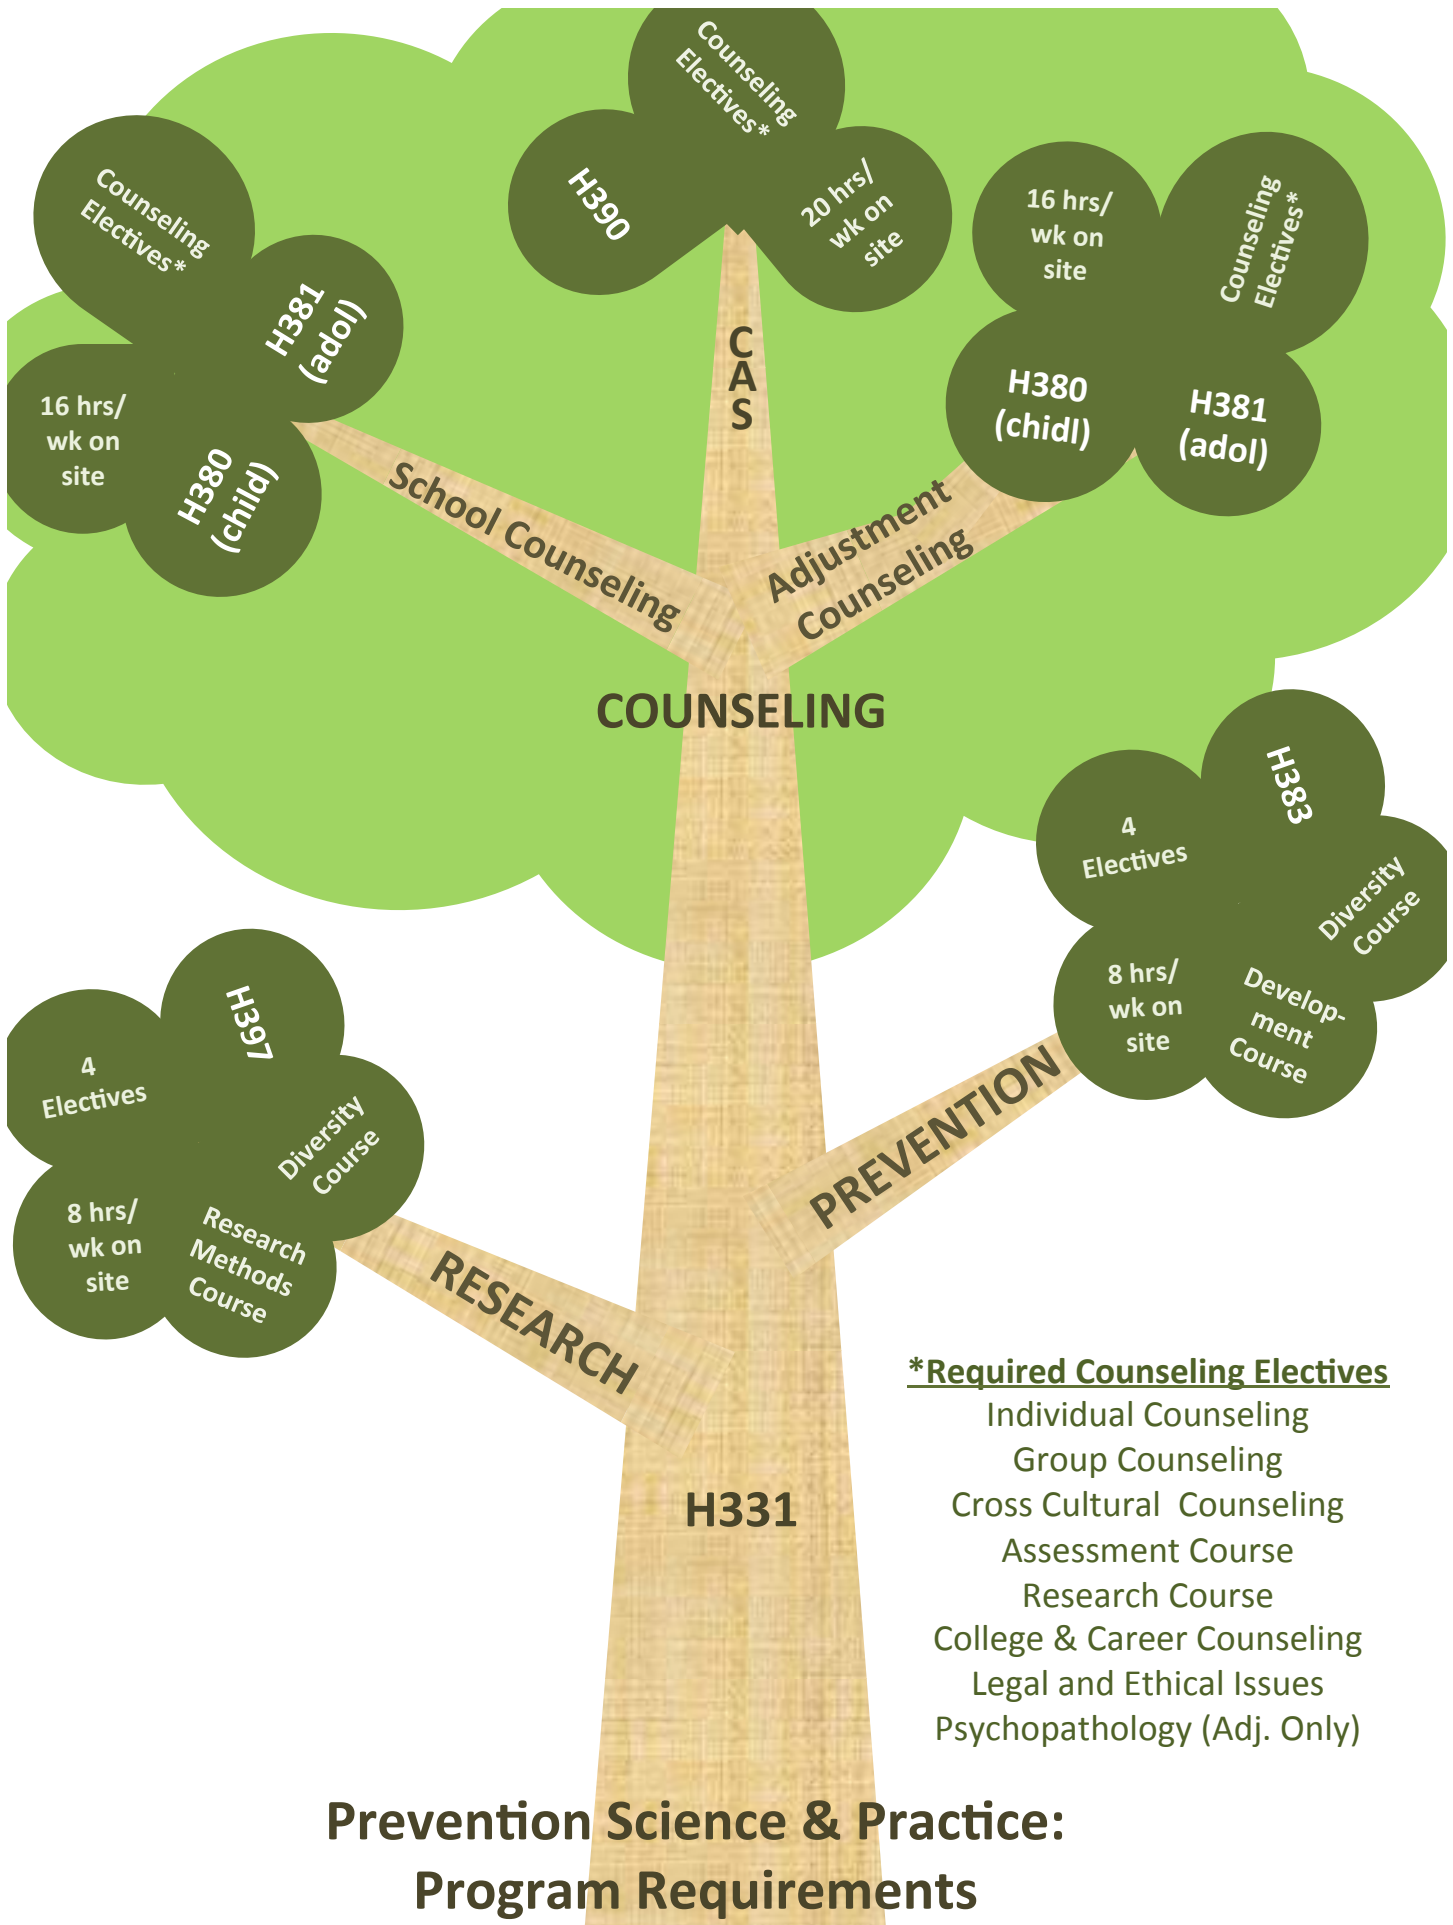 Counseling
Electives*
H390
20 hrs/
wk on
site
Counseling
Electives*
H381
(adol)
16 hrs/
wk on
site
H380
(child)
16 hrs/
wk on
site
Counseling
Electives*
H380
(chidl)
H381
(adol)
C
A
S
School Counseling
Adjustment
Counseling
COUNSELING
H383
4
Electives
Diversity
Course
8 hrs/
wk on
site
Develop-
ment
Course
PREVENTION
H397
4
Electives
Diversity
Course
8 hrs/
wk on
site
Research
Methods
Course
RESEARCH
H331
*Required Counseling Electives
Individual Counseling
Group Counseling
Cross Cultural  Counseling
Assessment Course
Research Course
College & Career Counseling
Legal and Ethical Issues
Psychopathology (Adj. Only)
Prevention Science & Practice:
Program Requirements